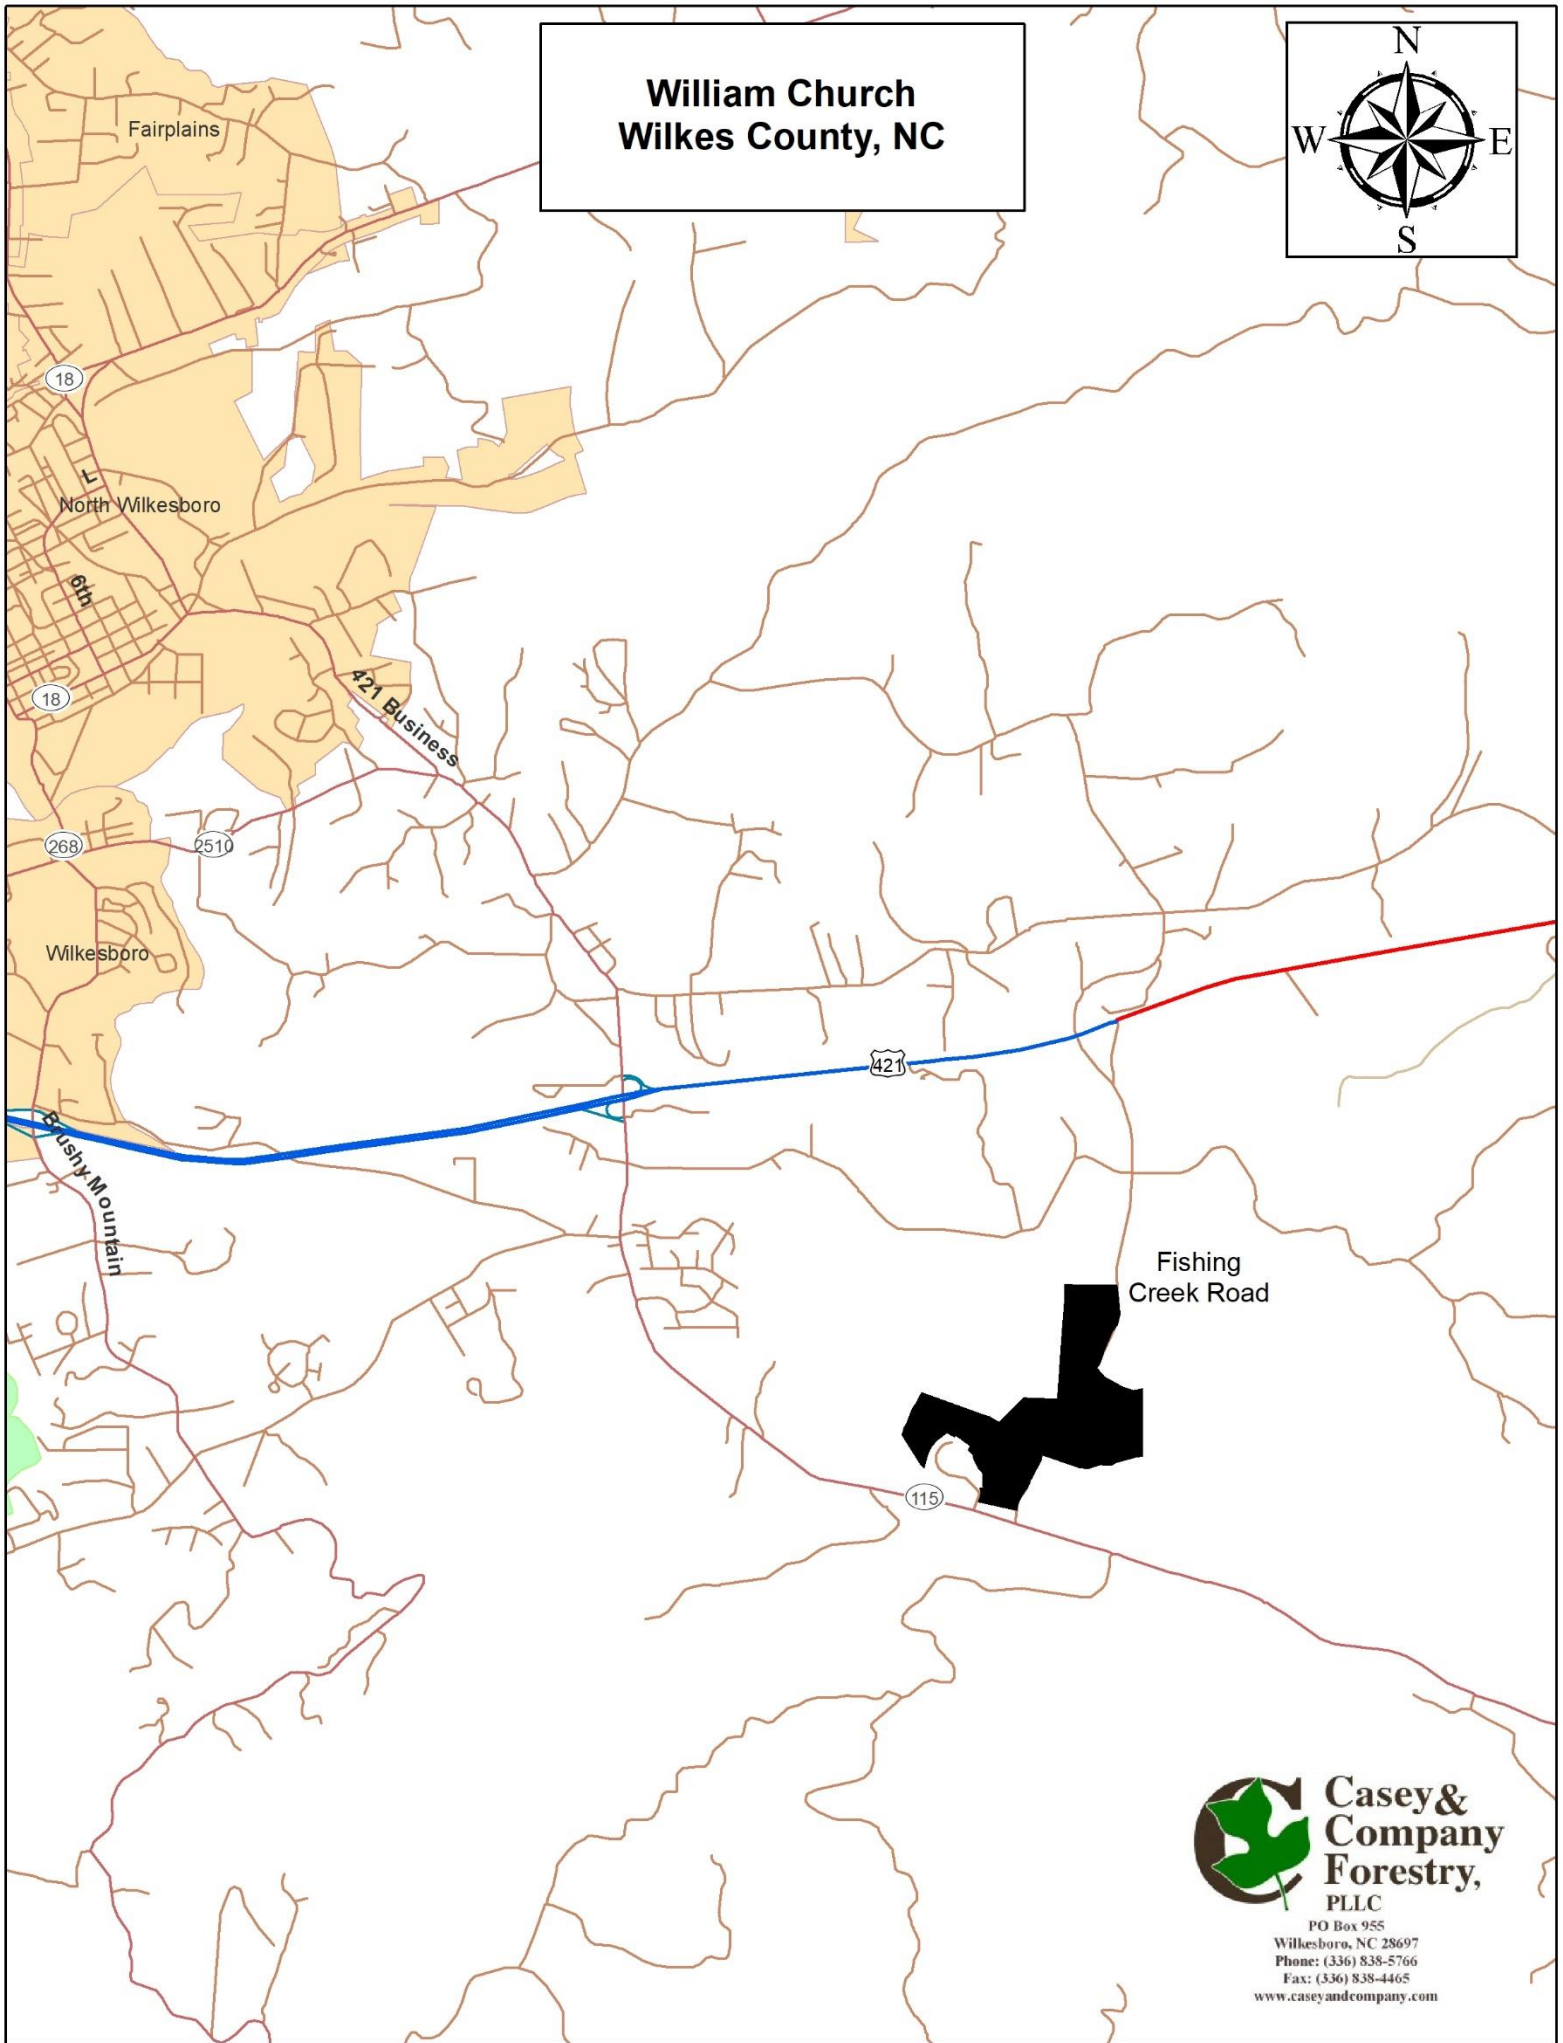 William Church
Wilkes County, NC
N
W
E
S
Fairplains
18
L
North Wilkesboro
6th
18
421 Business
268
2510
Wilkesboro
421
Brushy Mountain
Fishing
Creek Road
115
Casey &
Company
Forestry,
PLLC
PO Box 955
Wilkesboro, NC 28697
Phone: (336) 838-5766
Fax: (336) 838-4465
www.caseyandcompany.com